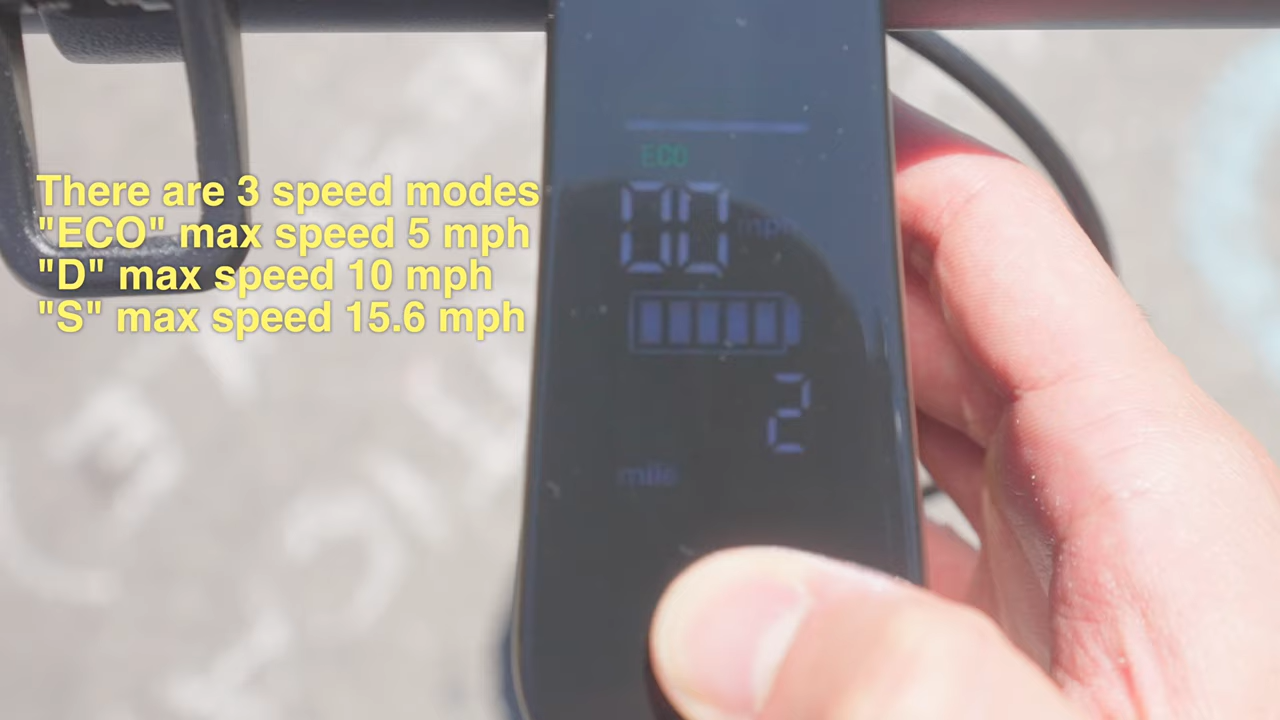 There are 3 speed modes
"ECO" max speed 5 mph
"D" max speed 10 mph
"S" max speed 15.6 mph
ECO
00 mph
2
mile